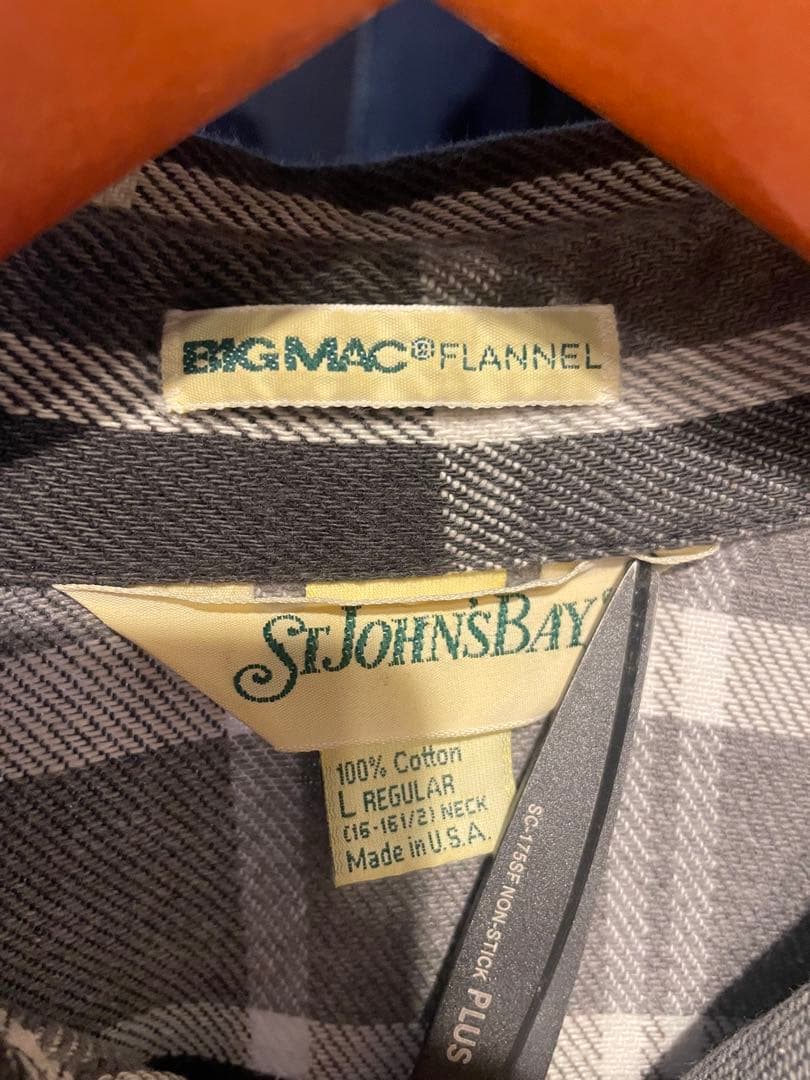 BIG MAC® FLANNEL
ST. JOHN'S BAY®
100% Cotton
L REGULAR
(16-16 1/2) NECK
Made in U.S.A.
SC-175SF NON-STICK PLUS